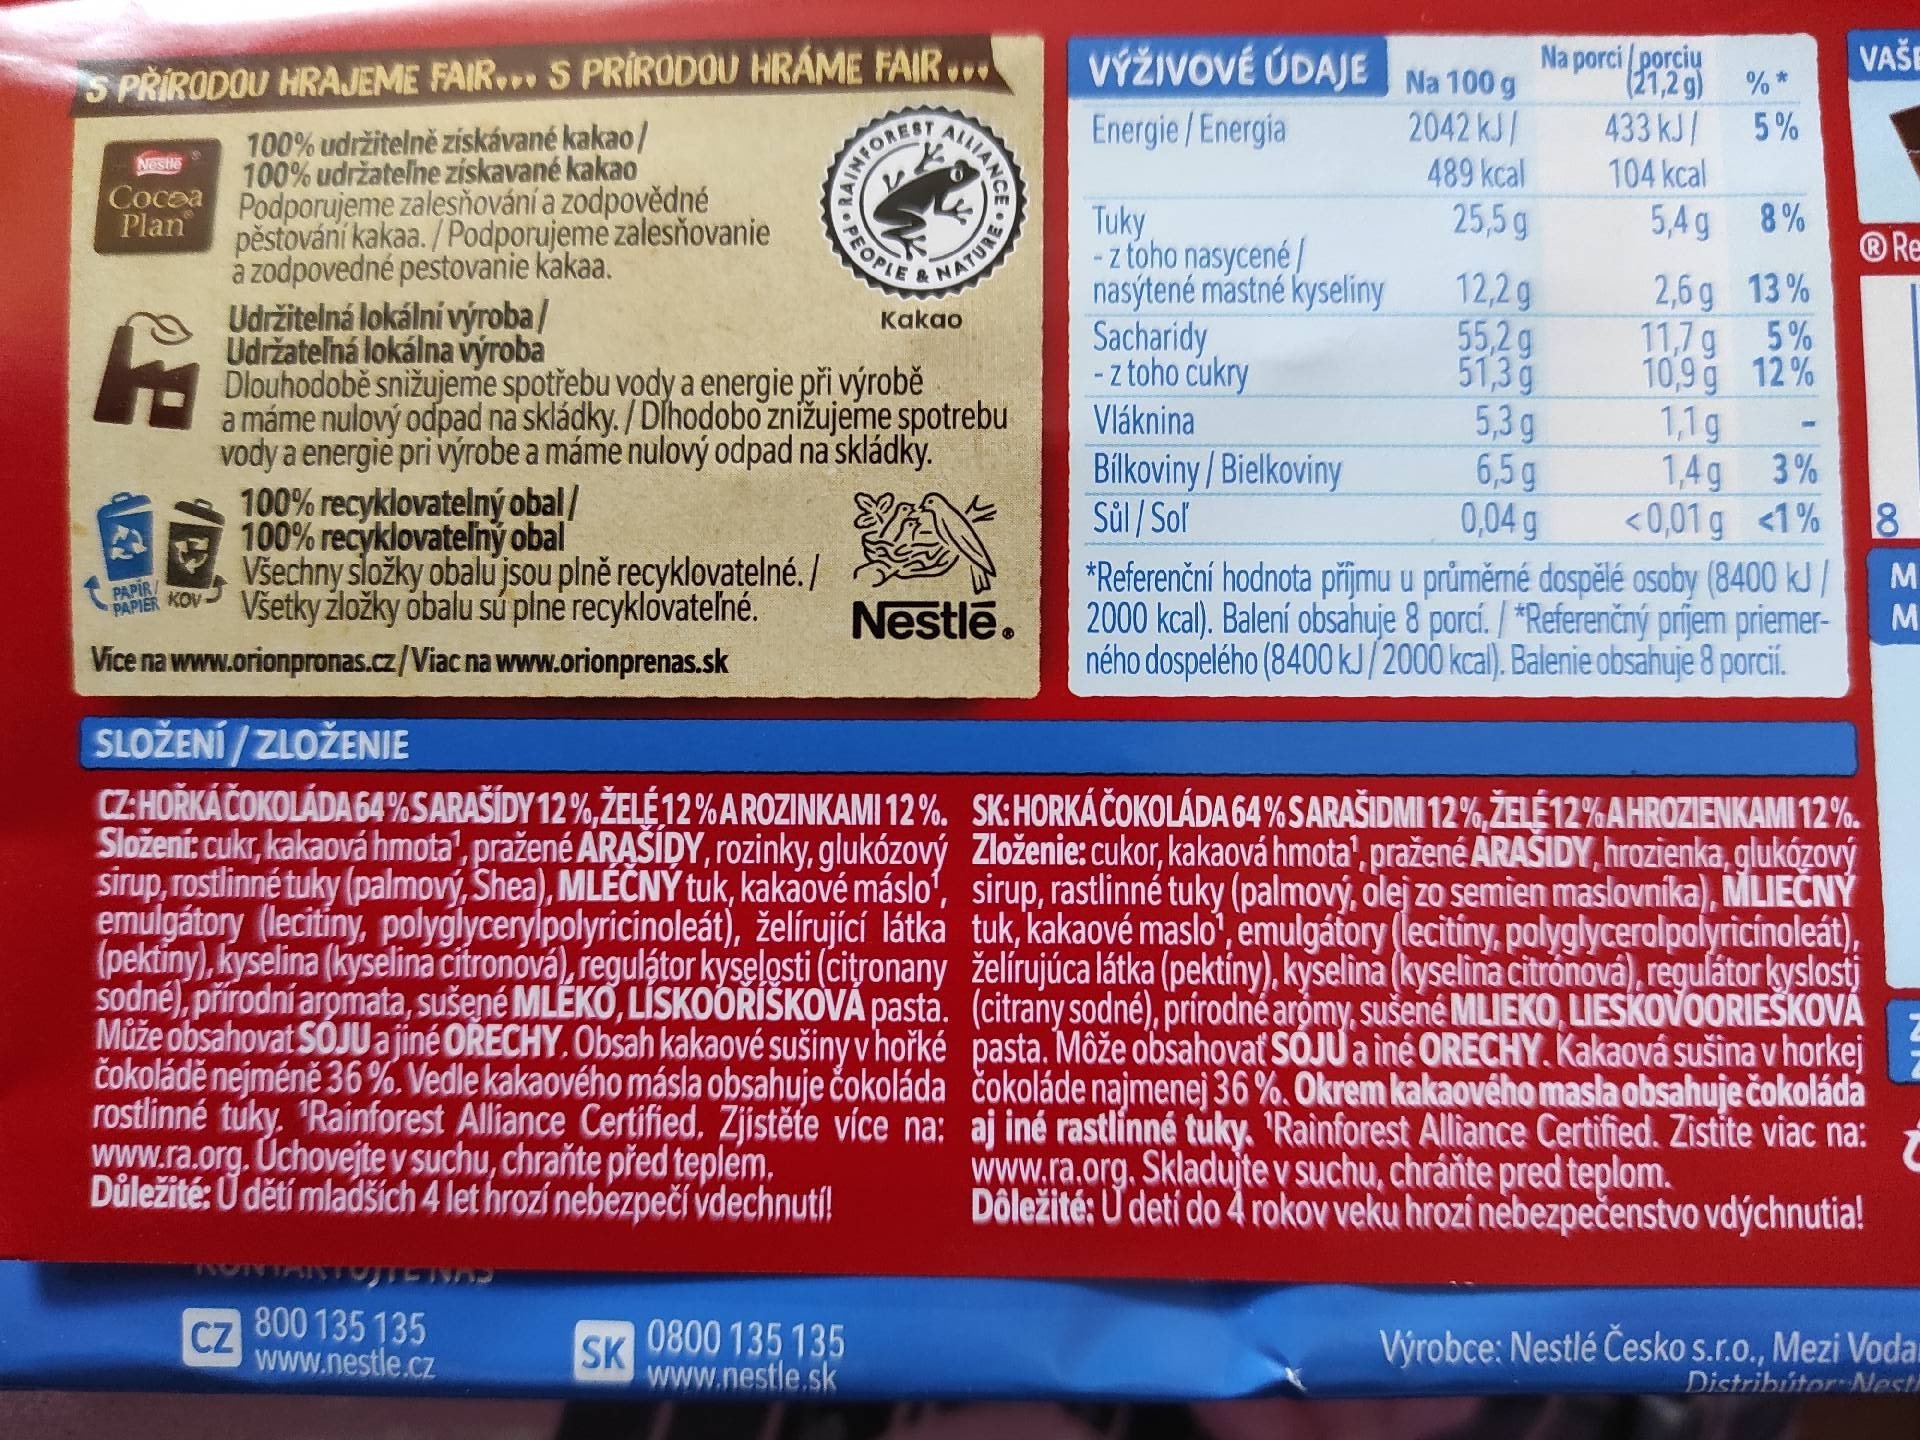 S PŘÍRODOU HRAJEME FAIR... S PRÍRODOU HRÁME FAIR...
Nestlé
Cocoa
Plan®
100% udržitelně získávané kakao /
100% udržateľne získavané kakao
Podporujeme zalesňování a zodpovědné
pěstování kakaa. / Podporujeme zalesňovanie
a zodpovedné pestovanie kakaa.
RAINFOREST ALLIANCE • PEOPLE & NATURE •
Kakao
Udržitelná lokální výroba /
Udržateľná lokálna výroba
Dlouhodobě snižujeme spotřebu vody a energie při výrobě
a máme nulový odpad na skládky. / Dlhodobo znižujeme spotrebu
vody a energie pri výrobe a máme nulový odpad na skládky.
100% recyklovatelný obal /
100% recyklovateľný obal
Všechny složky obalu jsou plně recyklovatelné. /
Všetky zložky obalu sú plne recyklovateľné.
PAPÍR /
PAPIER
KOV
Nestlé®
Více na www.orionpronas.cz / Viac na www.orionprenas.sk
VÝŽIVOVÉ ÚDAJE Na 100 g Na porci / porciu (21,2 g) %*
Energie / Energia 2042 kJ / 433 kJ / 5 %
489 kcal 104 kcal
Tuky 25,5 g 5,4 g 8 %
- z toho nasycené /
nasýtené mastné kyseliny 12,2 g 2,6 g 13 %
Sacharidy 55,2 g 11,7 g 5 %
- z toho cukry 51,3 g 10,9 g 12 %
Vláknina 5,3 g 1,1 g -
Bílkoviny / Bielkoviny 6,5 g 1,4 g 3 %
Sůl / Soľ 0,04 g <0,01 g <1 %
*Referenční hodnota příjmu u průměrné dospělé osoby (8400 kJ /
2000 kcal). Balení obsahuje 8 porcí. / *Referenčný príjem priemer-
ného dospelého (8400 kJ / 2000 kcal). Balenie obsahuje 8 porcií.
® Re
8
M
M
SLOŽENÍ / ZLOŽENIE
CZ: HOŘKÁ ČOKOLÁDA 64 % S ARAŠÍDY 12 %, ŽELÉ 12 % A ROZINKAMI 12 %.
Složení: cukr, kakaová hmota¹, pražené ARAŠÍDY, rozinky, glukózový
sirup, rostlinné tuky (palmový, Shea), MLÉČNÝ tuk, kakaové máslo¹,
emulgátory (lecitiny, polyglycerylpolyricinoleát), želírující látka
(pektiny), kyselina (kyselina citronová), regulátor kyselosti (citronany
sodné), přírodní aromata, sušené MLÉKO, LÍSKOOŘÍŠKOVÁ pasta.
Může obsahovat SÓJU a jiné OŘECHY. Obsah kakaové sušiny v hořké
čokoládě nejméně 36 %. Vedle kakaového másla obsahuje čokoláda
rostlinné tuky. ¹Rainforest Alliance Certified. Zjistěte více na:
www.ra.org. Uchovejte v suchu, chraňte před teplem.
Důležité: U dětí mladších 4 let hrozí nebezpečí vdechnutí!
SK: HORKÁ ČOKOLÁDA 64 % S ARAŠIDMI 12 %, ŽELÉ 12 % A HROZIENKAMI 12 %.
Zloženie: cukor, kakaová hmota¹, pražené ARAŠIDY, hrozienka, glukózový
sirup, rastlinné tuky (palmový, olej zo semien maslovníka), MLIEČNY
tuk, kakaové maslo¹, emulgátory (lecitíny, polyglycerolpolyricínoleát),
želírujúca látka (pektíny), kyselina (kyselina citrónová), regulátor kyslosti
(citrany sodné), prírodné arómy, sušené MLIEKO, LIESKOVOORIEŠKOVÁ
pasta. Môže obsahovať SÓJU a iné ORECHY. Kakaová sušina v horkej
čokoláde najmenej 36 %. Okrem kakaového masla obsahuje čokoláda
aj iné rastlinné tuky. ¹Rainforest Alliance Certified. Zistite viac na:
www.ra.org. Skladujte v suchu, chráňte pred teplom.
Dôležité: U detí do 4 rokov veku hrozí nebezpečenstvo vdýchnutia!
CZ 800 135 135
www.nestle.cz
SK 0800 135 135
www.nestle.sk
Výrobce: Nestlé Česko s.r.o., Mezi Voda
Distribútor: Nestl